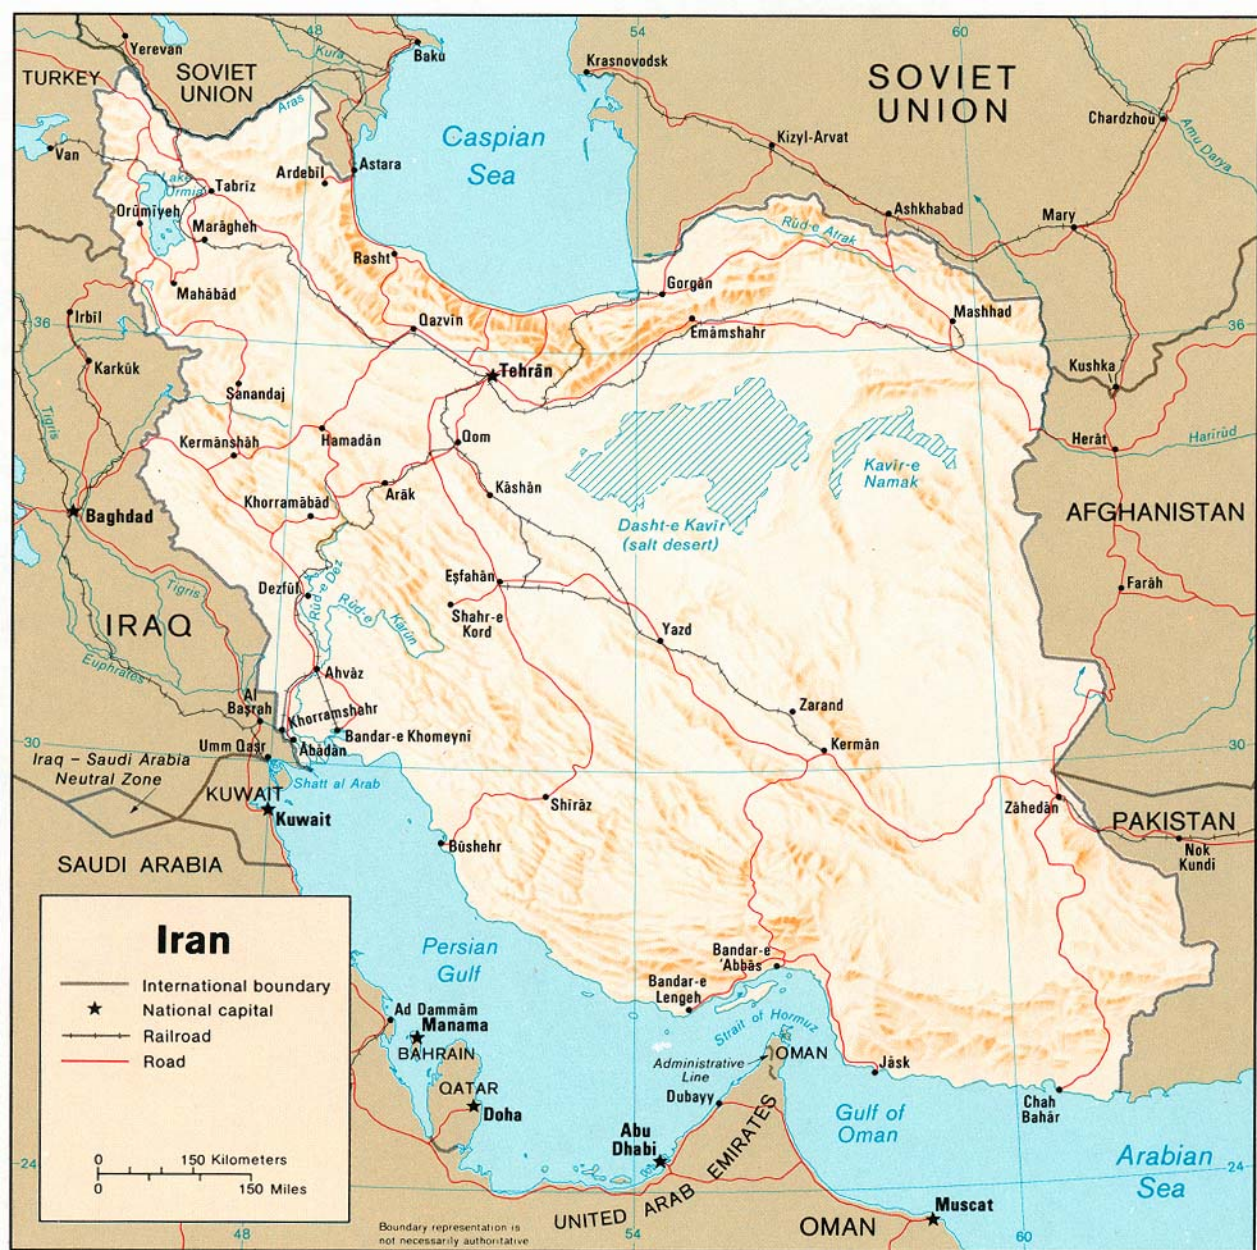 48
54
60
Yerevan
Kura
Baku
Krasnovodsk
TURKEY
SOVIET
UNION
SOVIET
UNION
Aras
Caspian
Sea
Kizyl-Arvat
Chardzhou
Amu Darya
Van
Ardebīl
Astara
Lake
Urmia
Tabrīz
Orūmīyeh
Marāgheh
Ashkhabad
Mary
Rūd-e Atrak
Rasht
Mahābād
Gorgān
Irbīl
36
Qazvīn
Emāmshahr
Mashhad
36
Karkūk
Tehrān
Kushka
Sanandaj
Tigris
Kermānshāh
Hamadān
Qom
Herāt
Harīrūd
Kavīr-e
Namak
Arāk
Kāshān
Khorramābād
Baghdad
Dasht-e Kavīr
(salt desert)
AFGHANISTAN
Tigris
Dezfūl
Rūd-e Dez
Eşfahān
Farāh
Rūd-e
Kārūn
Shahr-e
Kord
IRAQ
Yazd
Euphrates
Ahvāz
Al
Başrah
Khorramshahr
Zarand
Bandar-e Khomeynī
30
Umm Qaşr
Ābādān
Kermān
30
Iraq – Saudi Arabia
Neutral Zone
Shatt al Arab
KUWAIT
Kuwait
Shīrāz
Zāhedān
PAKISTAN
Nok
Kundi
Būshehr
SAUDI ARABIA
Iran
International boundary
National capital
Railroad
Road
0 150 Kilometers
0 150 Miles
Persian
Gulf
Bandar-e
'Abbās
Bandar-e
Lengeh
Ad Dammām
Manama
BAHRAIN
Strait of Hormuz
Administrative
Line
OMAN
QATAR
Doha
Jāsk
Dubayy
Chah
Bahār
Gulf of
Oman
Abu
Dhabi
24
Arabian
Sea
24
UNITED ARAB EMIRATES
Muscat
OMAN
Boundary representation is
not necessarily authoritative
48
54
60